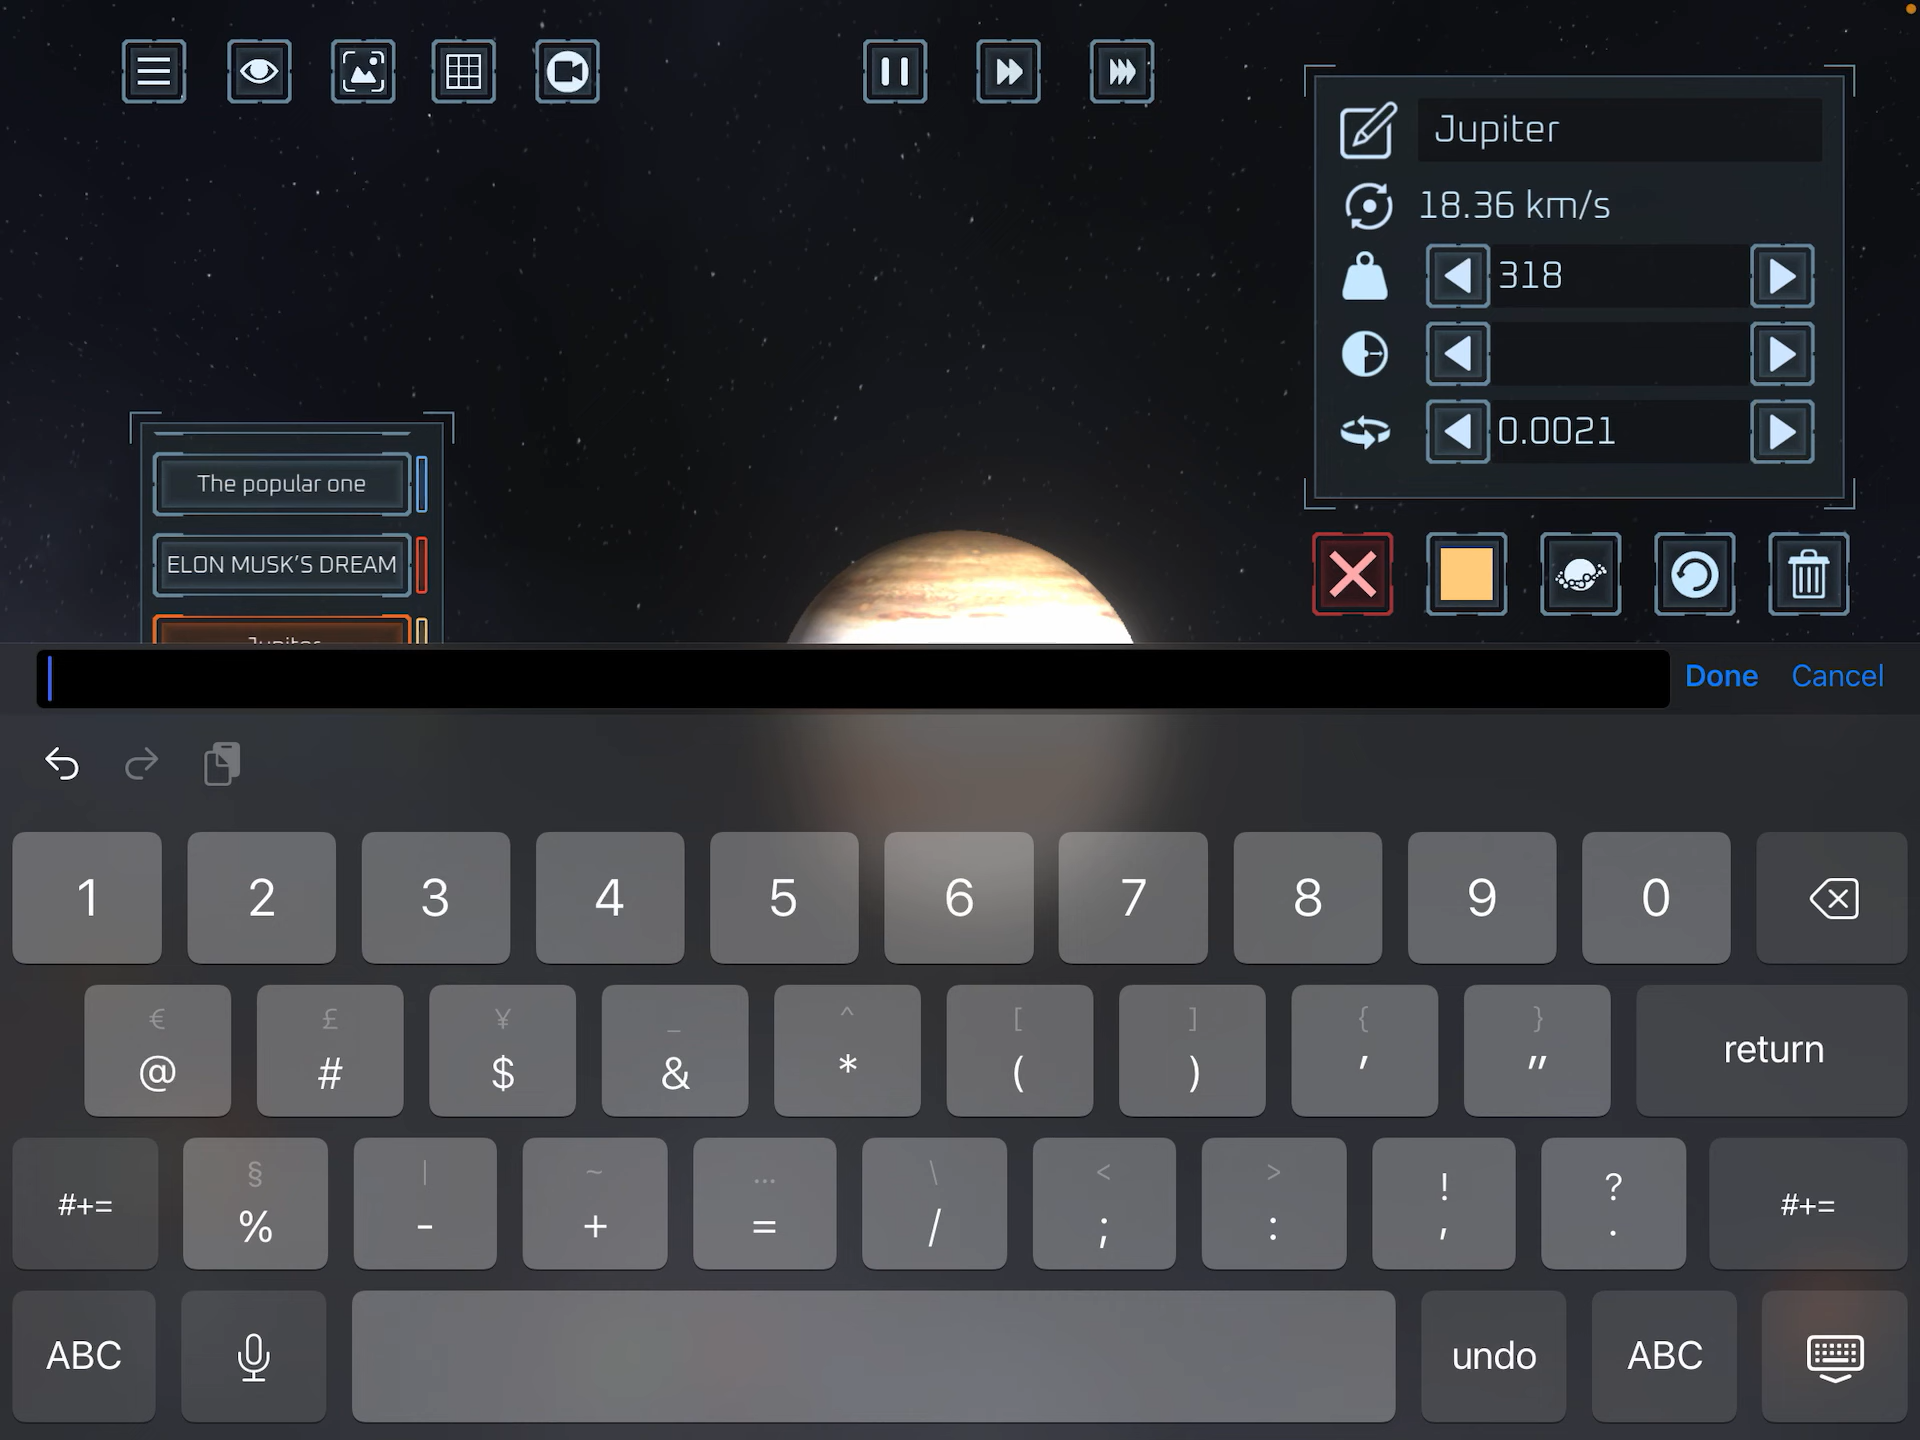 Jupiter
18.36 km/s
318
0.0021
The popular one
ELON MUSK'S DREAM
Jupiter
Done Cancel
1 2 3 4 5 6 7 8 9 0
€ £ ¥ _ ^ [ ] { }
@ # $ & * ( ) ' "
return
§ | ~ … \ < > ! ?
#+= % - + = / ; : , . #+=
ABC undo ABC